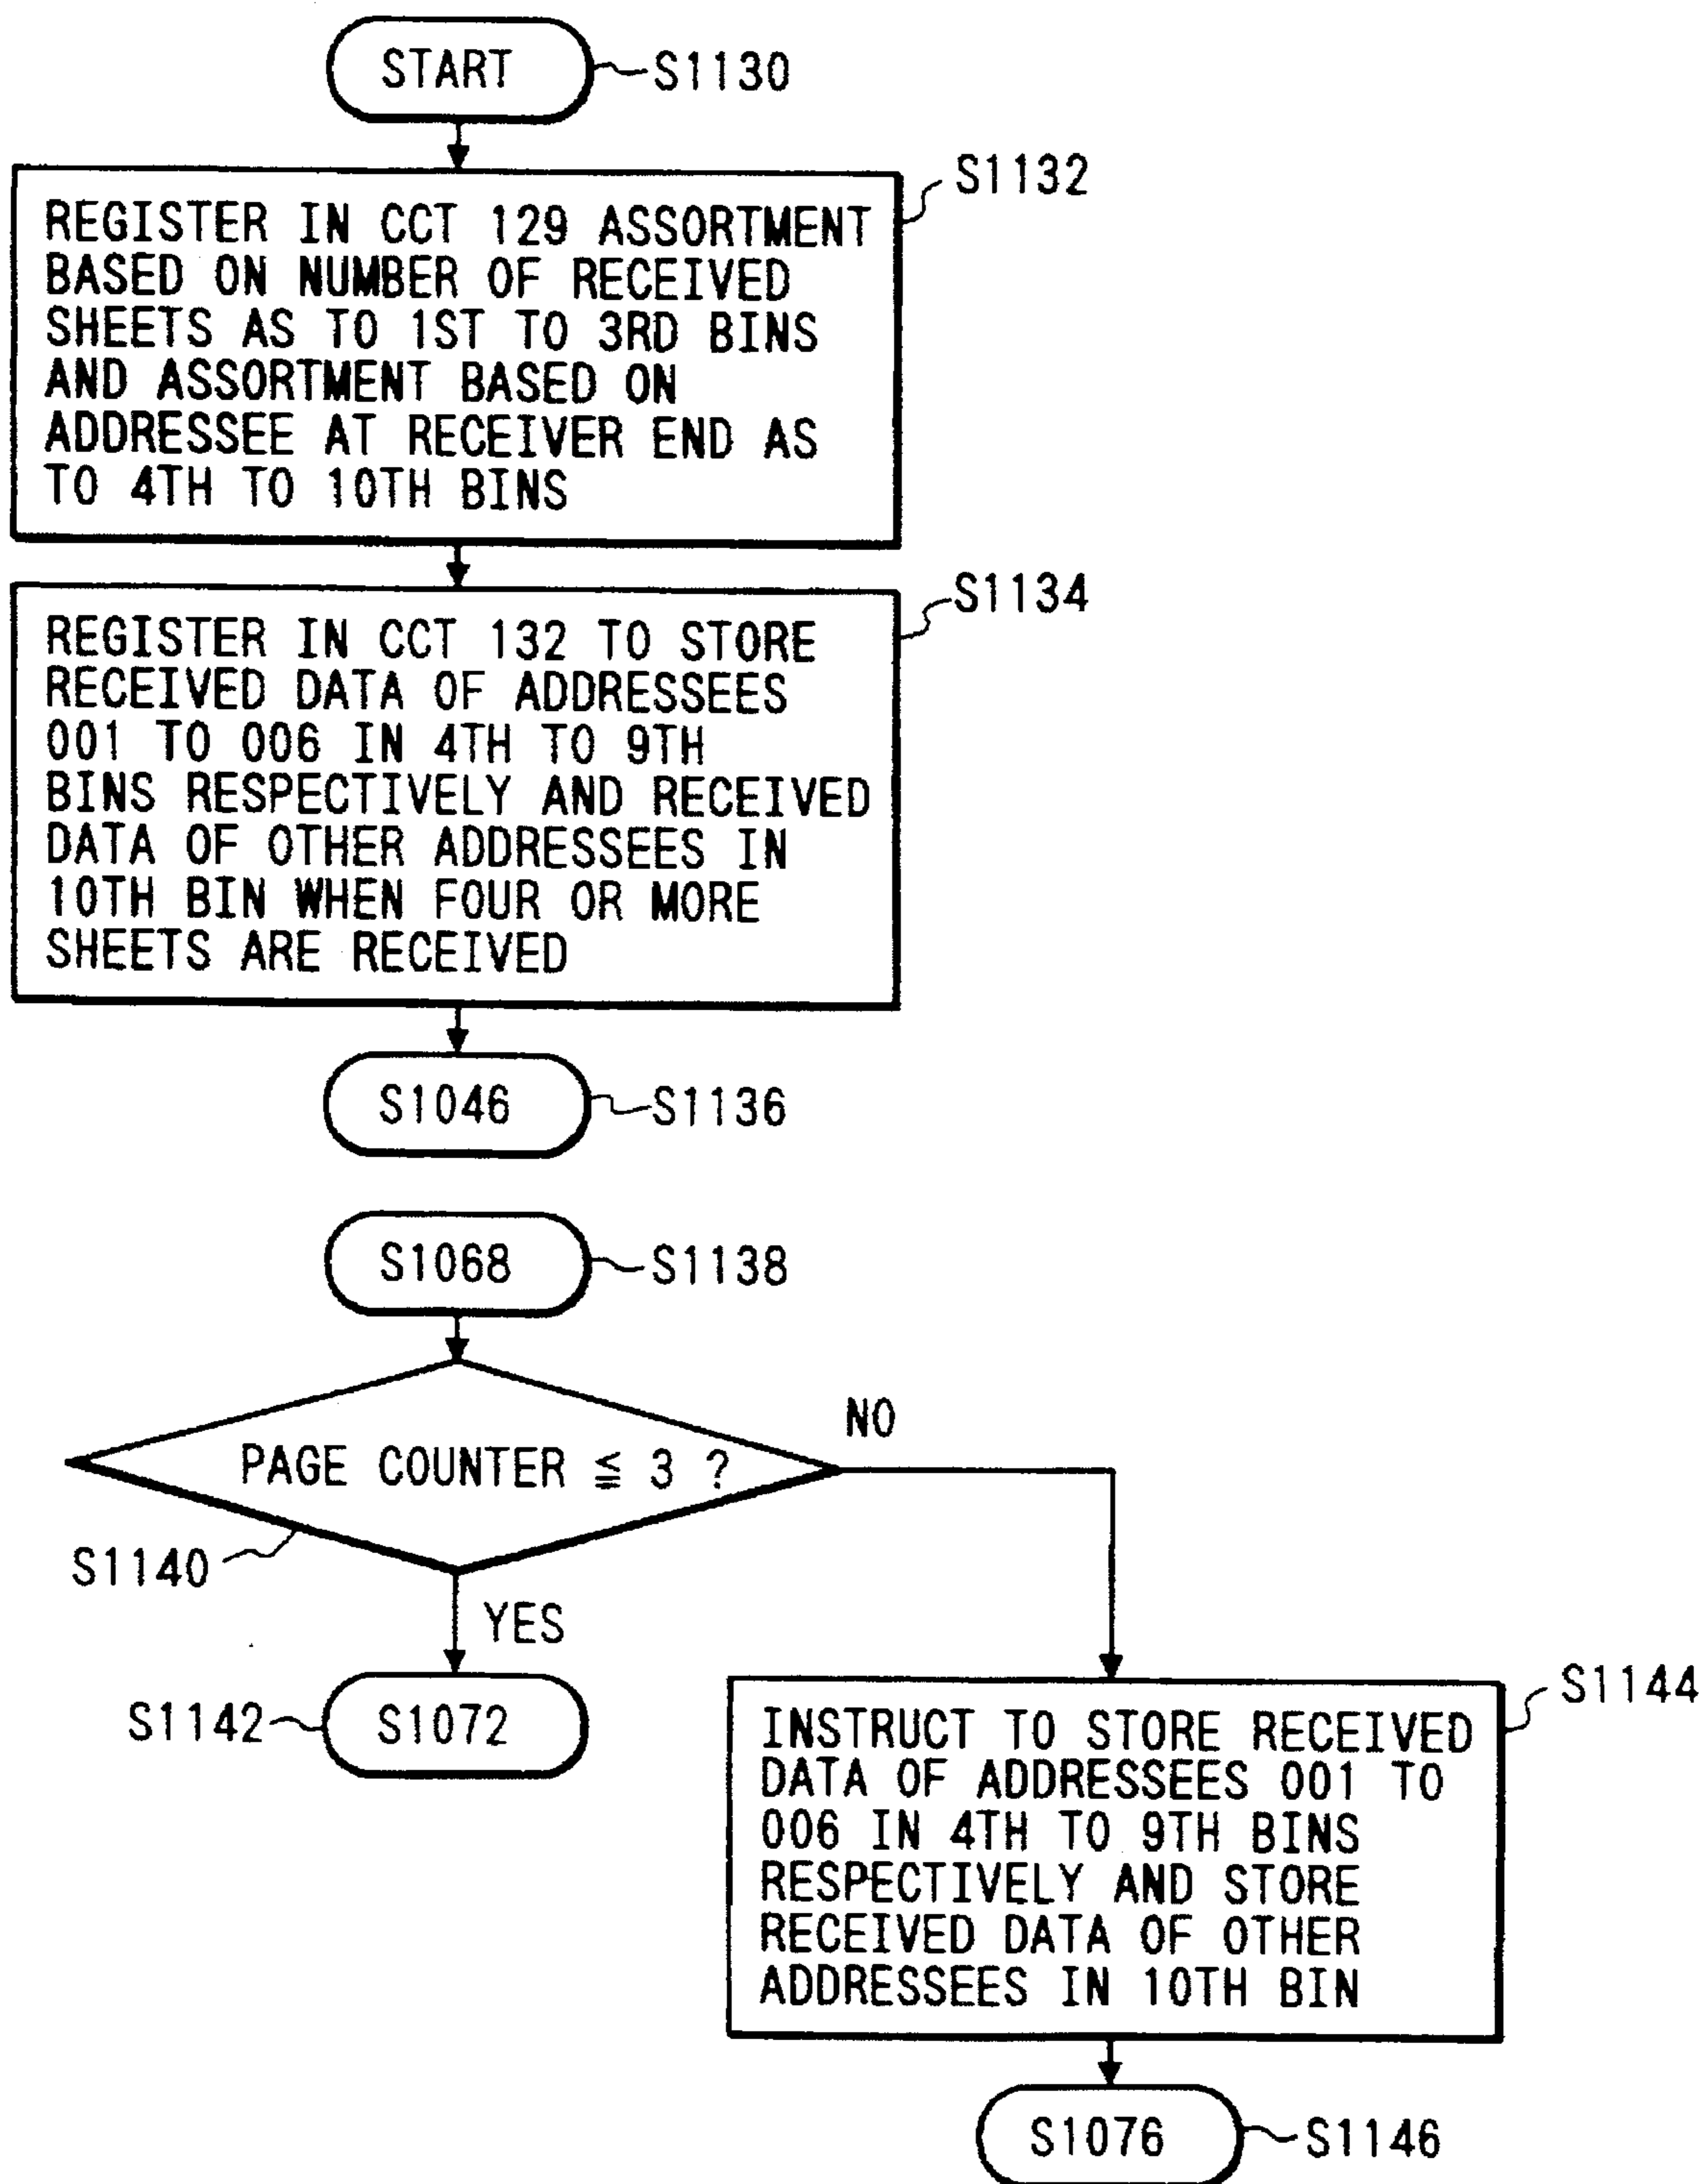 START
S1130
S1132
REGISTER IN CCT 129 ASSORTMENT
BASED ON NUMBER OF RECEIVED
SHEETS AS TO 1ST TO 3RD BINS
AND ASSORTMENT BASED ON
ADDRESSEE AT RECEIVER END AS
TO 4TH TO 10TH BINS
S1134
REGISTER IN CCT 132 TO STORE
RECEIVED DATA OF ADDRESSEES
001 TO 006 IN 4TH TO 9TH
BINS RESPECTIVELY AND RECEIVED
DATA OF OTHER ADDRESSEES IN
10TH BIN WHEN FOUR OR MORE
SHEETS ARE RECEIVED
S1046
S1136
S1068
S1138
NO
PAGE COUNTER ≦ 3 ?
S1140
YES
S1142
S1072
S1144
INSTRUCT TO STORE RECEIVED
DATA OF ADDRESSEES 001 TO
006 IN 4TH TO 9TH BINS
RESPECTIVELY AND STORE
RECEIVED DATA OF OTHER
ADDRESSEES IN 10TH BIN
S1076
S1146